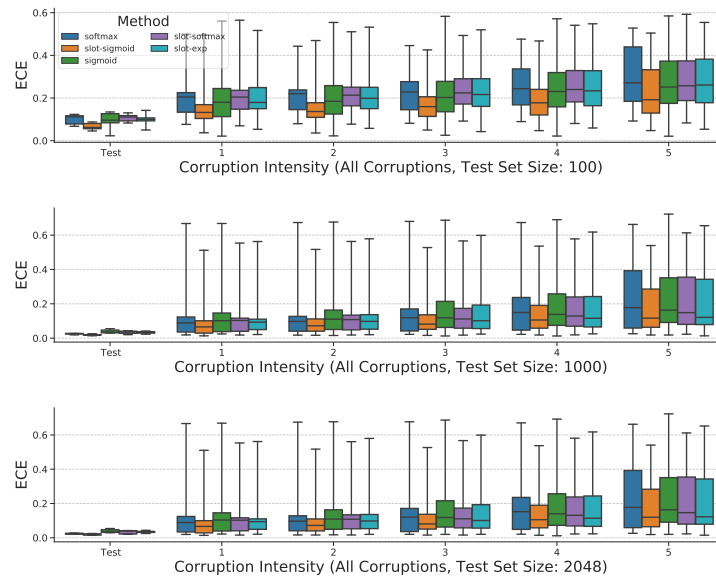 Method
softmax
slot-sigmoid
sigmoid
slot-softmax
slot-exp
ECE
0.6
0.4
0.2
0.0
Test 1 2 3 4 5
Corruption Intensity (All Corruptions, Test Set Size: 100)
ECE
0.6
0.4
0.2
0.0
Test 1 2 3 4 5
Corruption Intensity (All Corruptions, Test Set Size: 1000)
ECE
0.6
0.4
0.2
0.0
Test 1 2 3 4 5
Corruption Intensity (All Corruptions, Test Set Size: 2048)